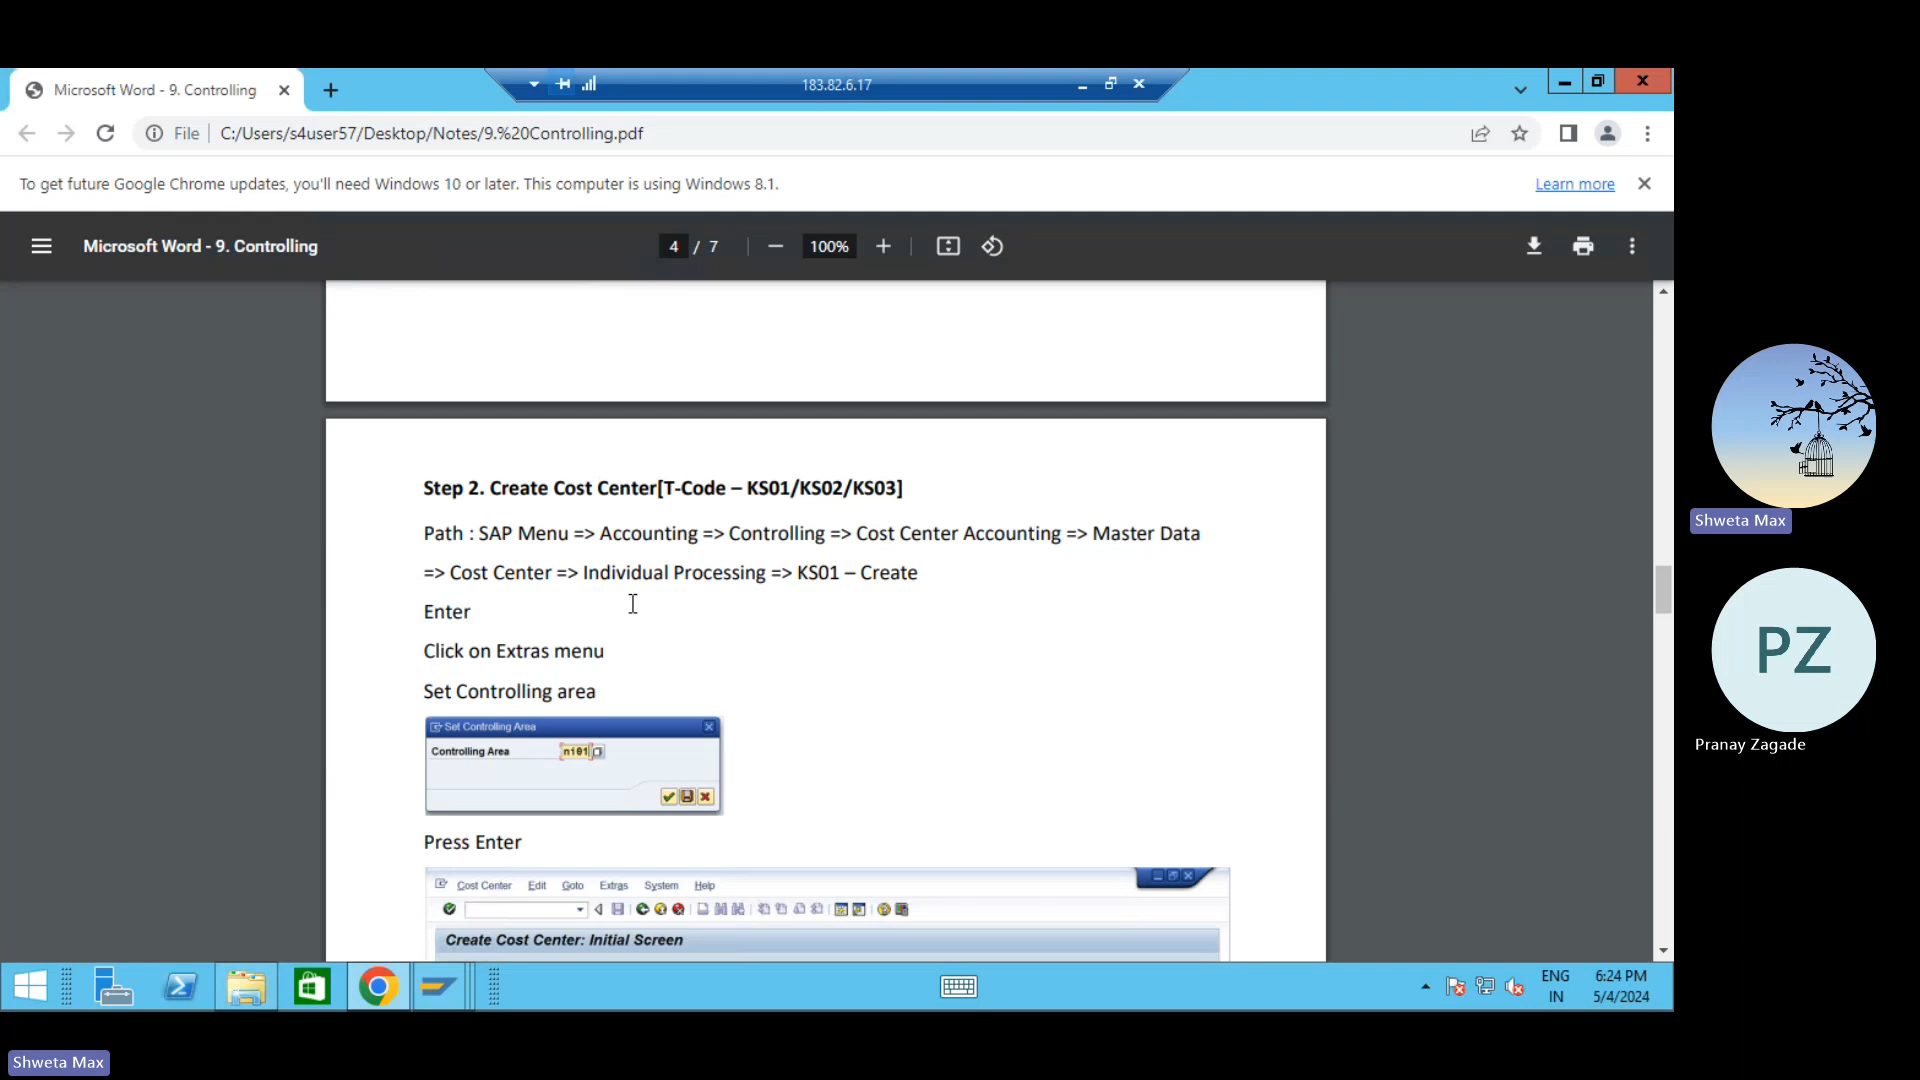 Microsoft Word - 9. Controlling
183.82.6.17
File
C:/Users/s4user57/Desktop/Notes/9.%20Controlling.pdf
To get future Google Chrome updates, you'll need Windows 10 or later. This computer is using Windows 8.1.
Learn more
Microsoft Word - 9. Controlling
4 / 7
100%
Step 2. Create Cost Center[T-Code – KS01/KS02/KS03]
Path : SAP Menu => Accounting => Controlling => Cost Center Accounting => Master Data
=> Cost Center => Individual Processing => KS01 – Create
Enter
Click on Extras menu
Set Controlling area
Set Controlling Area
Controlling Area ni01
Press Enter
Cost Center Edit Goto Extras System Help
Create Cost Center: Initial Screen
Shweta Max
PZ
Pranay Zagade
ENG
IN
6:24 PM
5/4/2024
Shweta Max